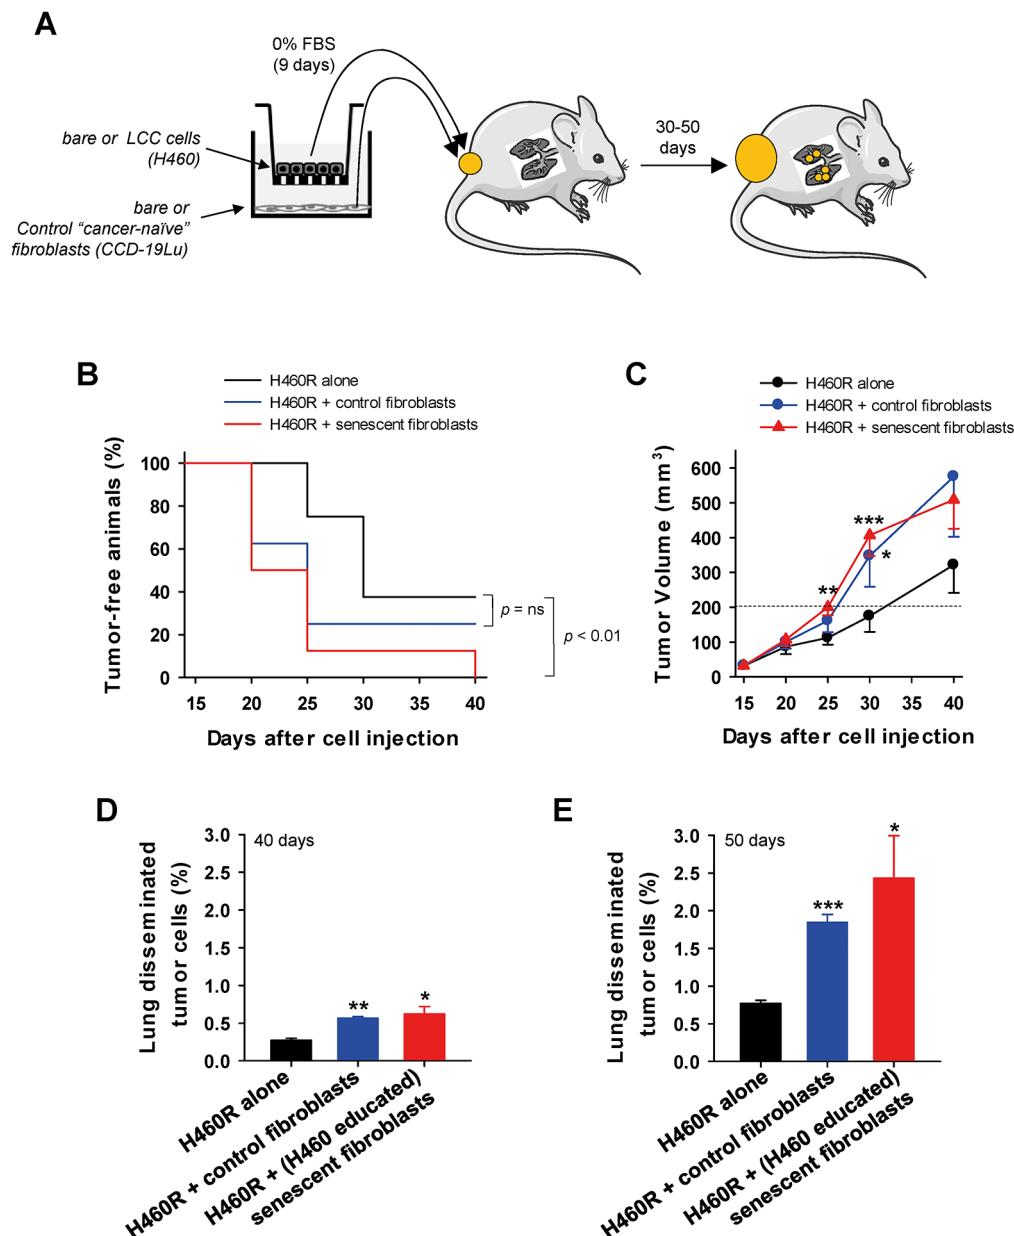 A
0% FBS
(9 days)
bare or LCC cells
(H460)
bare or
Control “cancer-naïve”
fibroblasts (CCD-19Lu)
30-50
days
B
H460R alone
H460R + control fibroblasts
H460R + senescent fibroblasts
Tumor-free animals (%)
100
80
60
40
20
0
15
20
25
30
35
40
Days after cell injection
p = ns
p < 0.01
C
H460R alone
H460R + control fibroblasts
H460R + senescent fibroblasts
Tumor Volume (mm³)
600
500
400
300
200
100
0
**
***
*
15
20
25
30
35
40
Days after cell injection
D
40 days
Lung disseminated
tumor cells (%)
3.0
2.5
2.0
1.5
1.0
0.5
0.0
**
*
H460R alone
H460R + control fibroblasts
H460R + (H460 educated)
senescent fibroblasts
E
50 days
Lung disseminated
tumor cells (%)
3.0
2.5
2.0
1.5
1.0
0.5
0.0
***
*
H460R alone
H460R + control fibroblasts
H460R + (H460 educated)
senescent fibroblasts